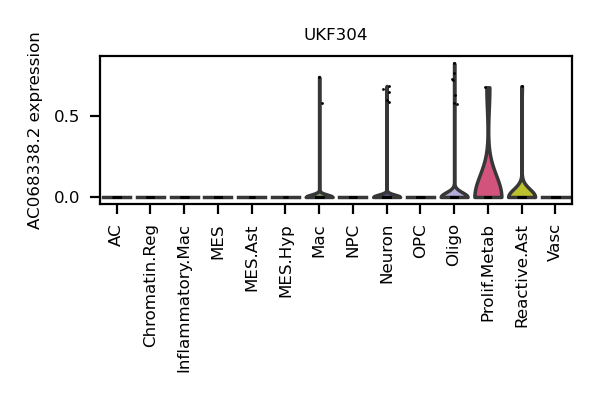 UKF304
AC068338.2 expression
0.5
0.0
AC
Chromatin.Reg
Inflammatory.Mac
MES
MES.Ast
MES.Hyp
Mac
NPC
Neuron
OPC
Oligo
Prolif.Metab
Reactive.Ast
Vasc